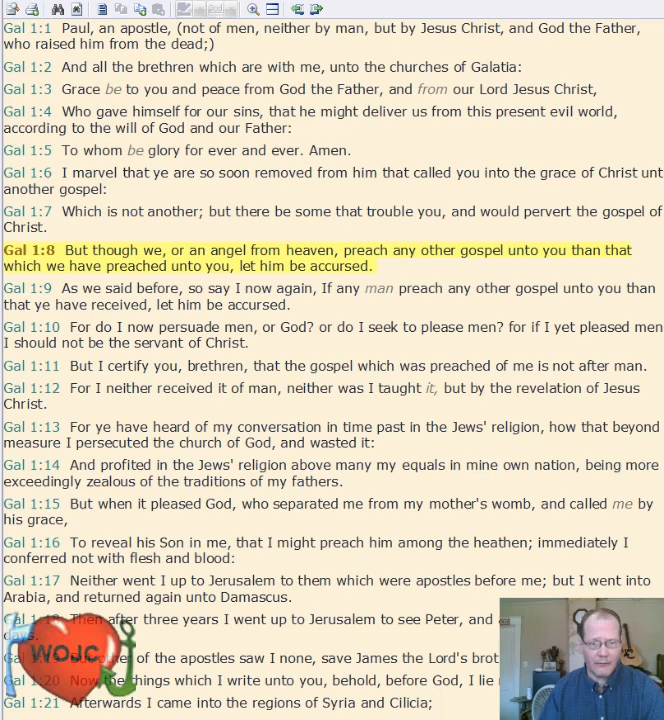 Gal 1:1 Paul, an apostle, (not of men, neither by man, but by Jesus Christ, and God the Father,
who raised him from the dead;)
Gal 1:2 And all the brethren which are with me, unto the churches of Galatia:
Gal 1:3 Grace be to you and peace from God the Father, and from our Lord Jesus Christ,
Gal 1:4 Who gave himself for our sins, that he might deliver us from this present evil world,
according to the will of God and our Father:
Gal 1:5 To whom be glory for ever and ever. Amen.
Gal 1:6 I marvel that ye are so soon removed from him that called you into the grace of Christ unt
another gospel:
Gal 1:7 Which is not another; but there be some that trouble you, and would pervert the gospel of
Christ.
Gal 1:8 But though we, or an angel from heaven, preach any other gospel unto you than that
which we have preached unto you, let him be accursed.
Gal 1:9 As we said before, so say I now again, If any man preach any other gospel unto you than
that ye have received, let him be accursed.
Gal 1:10 For do I now persuade men, or God? or do I seek to please men? for if I yet pleased men
I should not be the servant of Christ.
Gal 1:11 But I certify you, brethren, that the gospel which was preached of me is not after man.
Gal 1:12 For I neither received it of man, neither was I taught it, but by the revelation of Jesus
Christ.
Gal 1:13 For ye have heard of my conversation in time past in the Jews' religion, how that beyond
measure I persecuted the church of God, and wasted it:
Gal 1:14 And profited in the Jews' religion above many my equals in mine own nation, being more
exceedingly zealous of the traditions of my fathers.
Gal 1:15 But when it pleased God, who separated me from my mother's womb, and called me by
his grace,
Gal 1:16 To reveal his Son in me, that I might preach him among the heathen; immediately I
conferred not with flesh and blood:
Gal 1:17 Neither went I up to Jerusalem to them which were apostles before me; but I went into
Arabia, and returned again unto Damascus.
Gal 1:18 Then after three years I went up to Jerusalem to see Peter, and
days.
Gal of the apostles saw I none, save James the Lord's brot
WOJC
1:20 Now the things which I write unto you, behold, before God, I lie
Gal 1:21 Afterwards I came into the regions of Syria and Cilicia;